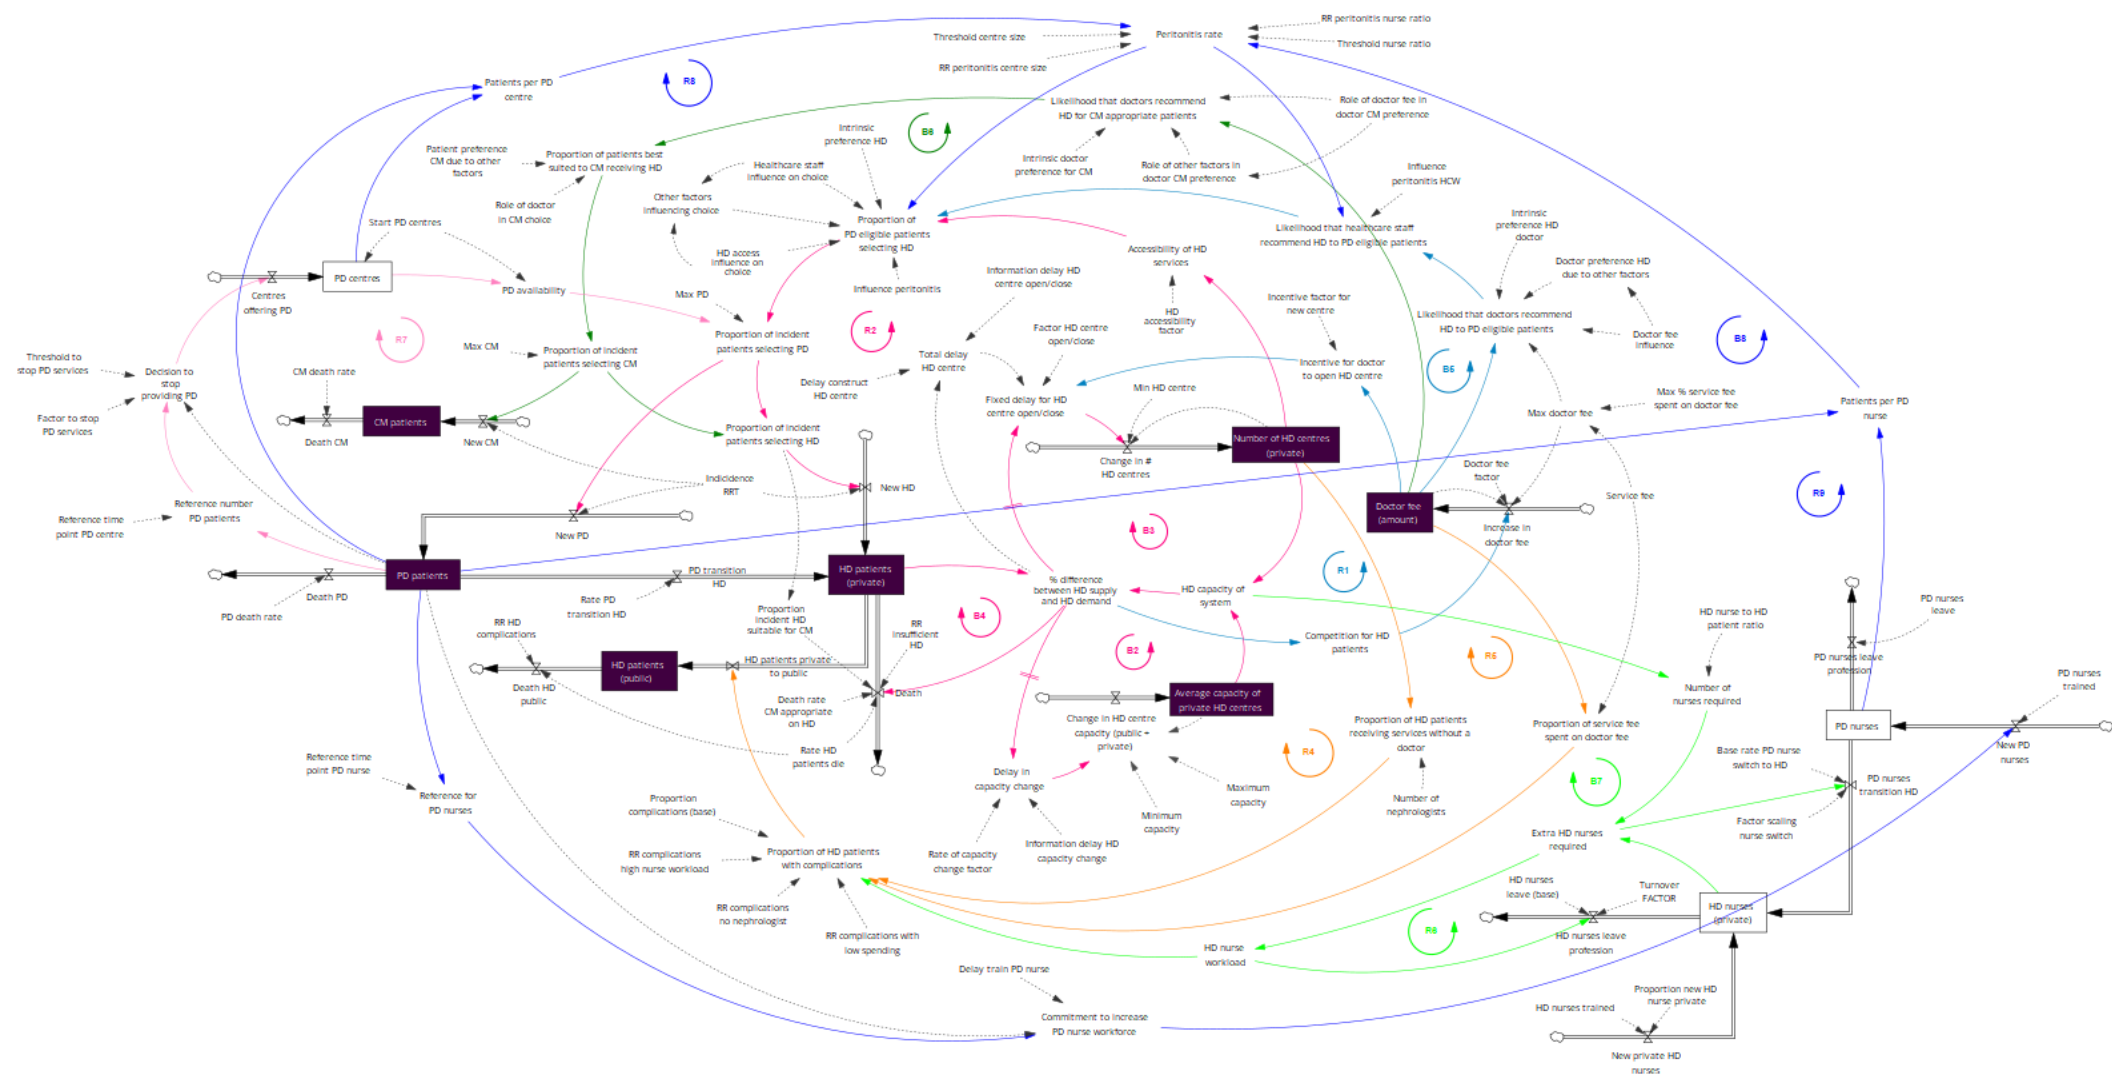 RR peritonitis nurse ratio
Threshold centre size
Peritonitis rate
Threshold nurse ratio
RR peritonitis centre size
Patients per PD
centre
R8
Likelihood that doctors recommend
HD for CM appropriate patients
Role of doctor fee in
doctor CM preference
Intrinsic
preference HD
B6
Patient preference
CM due to other
factors
Proportion of patients best
suited to CM receiving HD
Healthcare staff
influence on choice
Intrinsic doctor
preference for CM
Role of other factors in
doctor CM preference
Influence
peritonitis HCW
Role of doctor
in CM choice
Other factors
influencing choice
Start PD centres
Proportion of
PD eligible patients
selecting HD
Likelihood that healthcare staff
recommend HD to PD eligible patients
Intrinsic
preference HD
doctor
HD access
influence on
choice
Accessibility of HD
services
Doctor preference HD
due to other factors
PD centres
Centres
offering PD
PD availability
Influence peritonitis
Information delay HD
centre open/close
Max PD
Incentive factor for
new centre
HD
accessibility
factor
Likelihood that doctors recommend
HD to PD eligible patients
Doctor fee
influence
R7
R2
B8
Proportion of incident
patients selecting PD
Factor HD centre
open/close
Threshold to
stop PD services
Max CM
Proportion of incident
patients selecting CM
Total delay
HD centre
Incentive for doctor
to open HD centre
B5
Decision to
stop
providing PD
CM death rate
Delay construct
HD centre
Min HD centre
Max % service fee
spent on doctor fee
Factor to stop
PD services
CM patients
Death CM
New CM
Fixed delay for HD
centre open/close
Max doctor fee
Patients per PD
nurse
Proportion of incident
patients selecting HD
Number of HD centres
(private)
Change in #
HD centres
Indicidence
RRT
New HD
Doctor fee
factor
R9
Reference number
PD patients
Service fee
Reference time
point PD centre
Doctor fee
(amount)
Increase in
doctor fee
New PD
B3
PD patients
PD transition
HD
HD patients
(private)
R1
Death PD
PD death rate
Rate PD
transition HD
% difference
between HD supply
and HD demand
HD capacity of
system
Proportion
incident HD
suitable for CM
B4
PD nurses
leave
RR HD
complications
RR
insufficient
HD
Competition for HD
patients
HD nurse to HD
patient ratio
B2
R5
HD patients
(public)
HD patients private
to public
PD nurses leave
profession
Death HD
public
Death
Average capacity of
private HD centres
Number of
nurses required
PD nurses
trained
Death rate
CM appropriate
on HD
Change in HD centre
capacity (public +
private)
Proportion of HD patients
receiving services without a
doctor
Proportion of service fee
spent on doctor fee
PD nurses
New PD
nurses
R4
Reference time
point PD nurse
Rate HD
patients die
Base rate PD nurse
switch to HD
Delay in
capacity change
B7
PD nurses
transition HD
Reference for
PD nurses
Maximum
capacity
Number of
nephrologists
Proportion
complications (base)
Minimum
capacity
Factor scaling
nurse switch
Extra HD nurses
required
RR complications
high nurse workload
Proportion of HD patients
with complications
Rate of capacity
change factor
Information delay HD
capacity change
HD nurses
leave (base)
Turnover
FACTOR
HD nurses
(private)
RR complications
no nephrologist
R6
RR complications with
low spending
HD nurses leave
profession
HD nurse
workload
Delay train PD nurse
Proportion new HD
nurse private
HD nurses trained
Commitment to increase
PD nurse workforce
New private HD
nurses